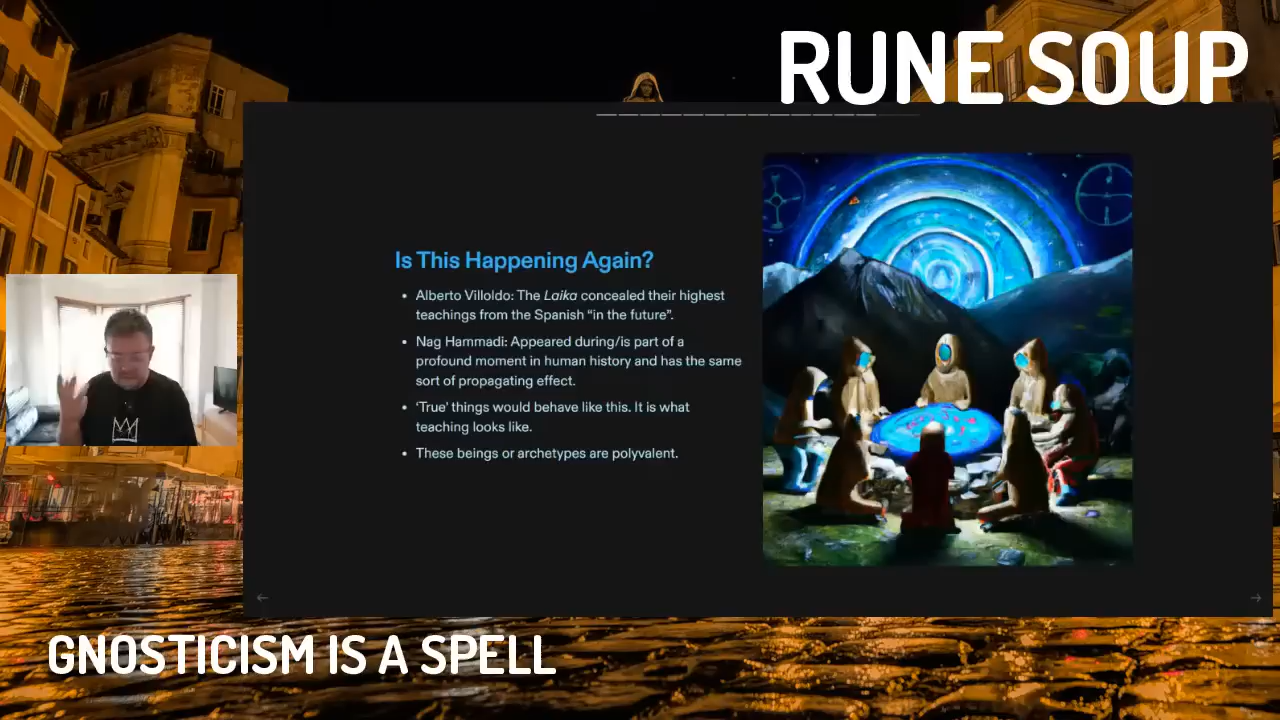 RUNE SOUP
Is This Happening Again?
• Alberto Villoldo: The Laika concealed their highest
teachings from the Spanish “in the future”.
• Nag Hammadi: Appeared during/is part of a
profound moment in human history and has the same
sort of propagating effect.
• ‘True’ things would behave like this. It is what
teaching looks like.
• These beings or archetypes are polyvalent.
GNOSTICISM IS A SPELL